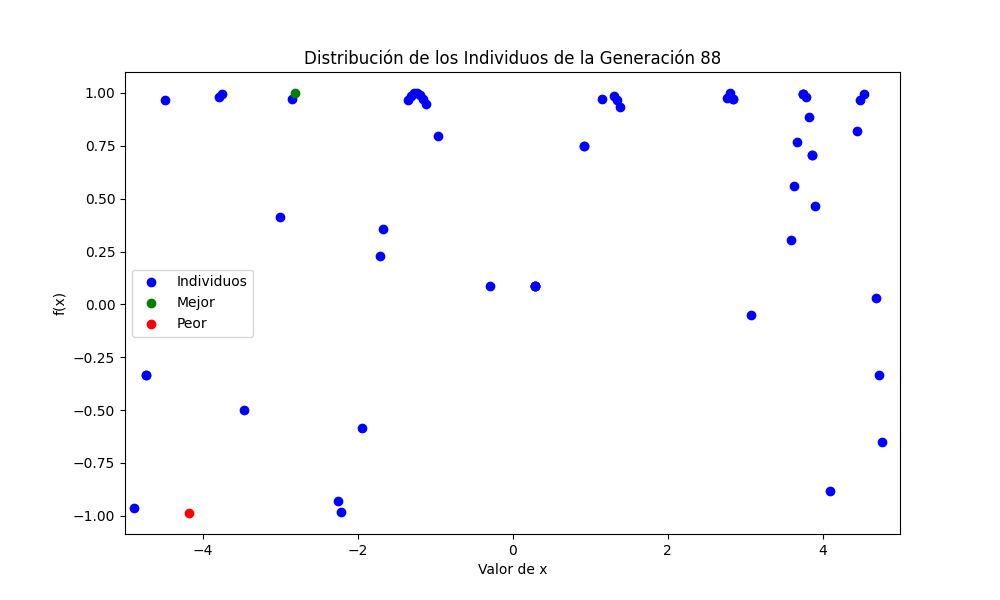 Distribución de los Individuos de la Generación 88
1.00
0.75
0.50
0.25
0.00
−0.25
−0.50
−0.75
−1.00
f(x)
Individuos
Mejor
Peor
−4
−2
0
2
4
Valor de x